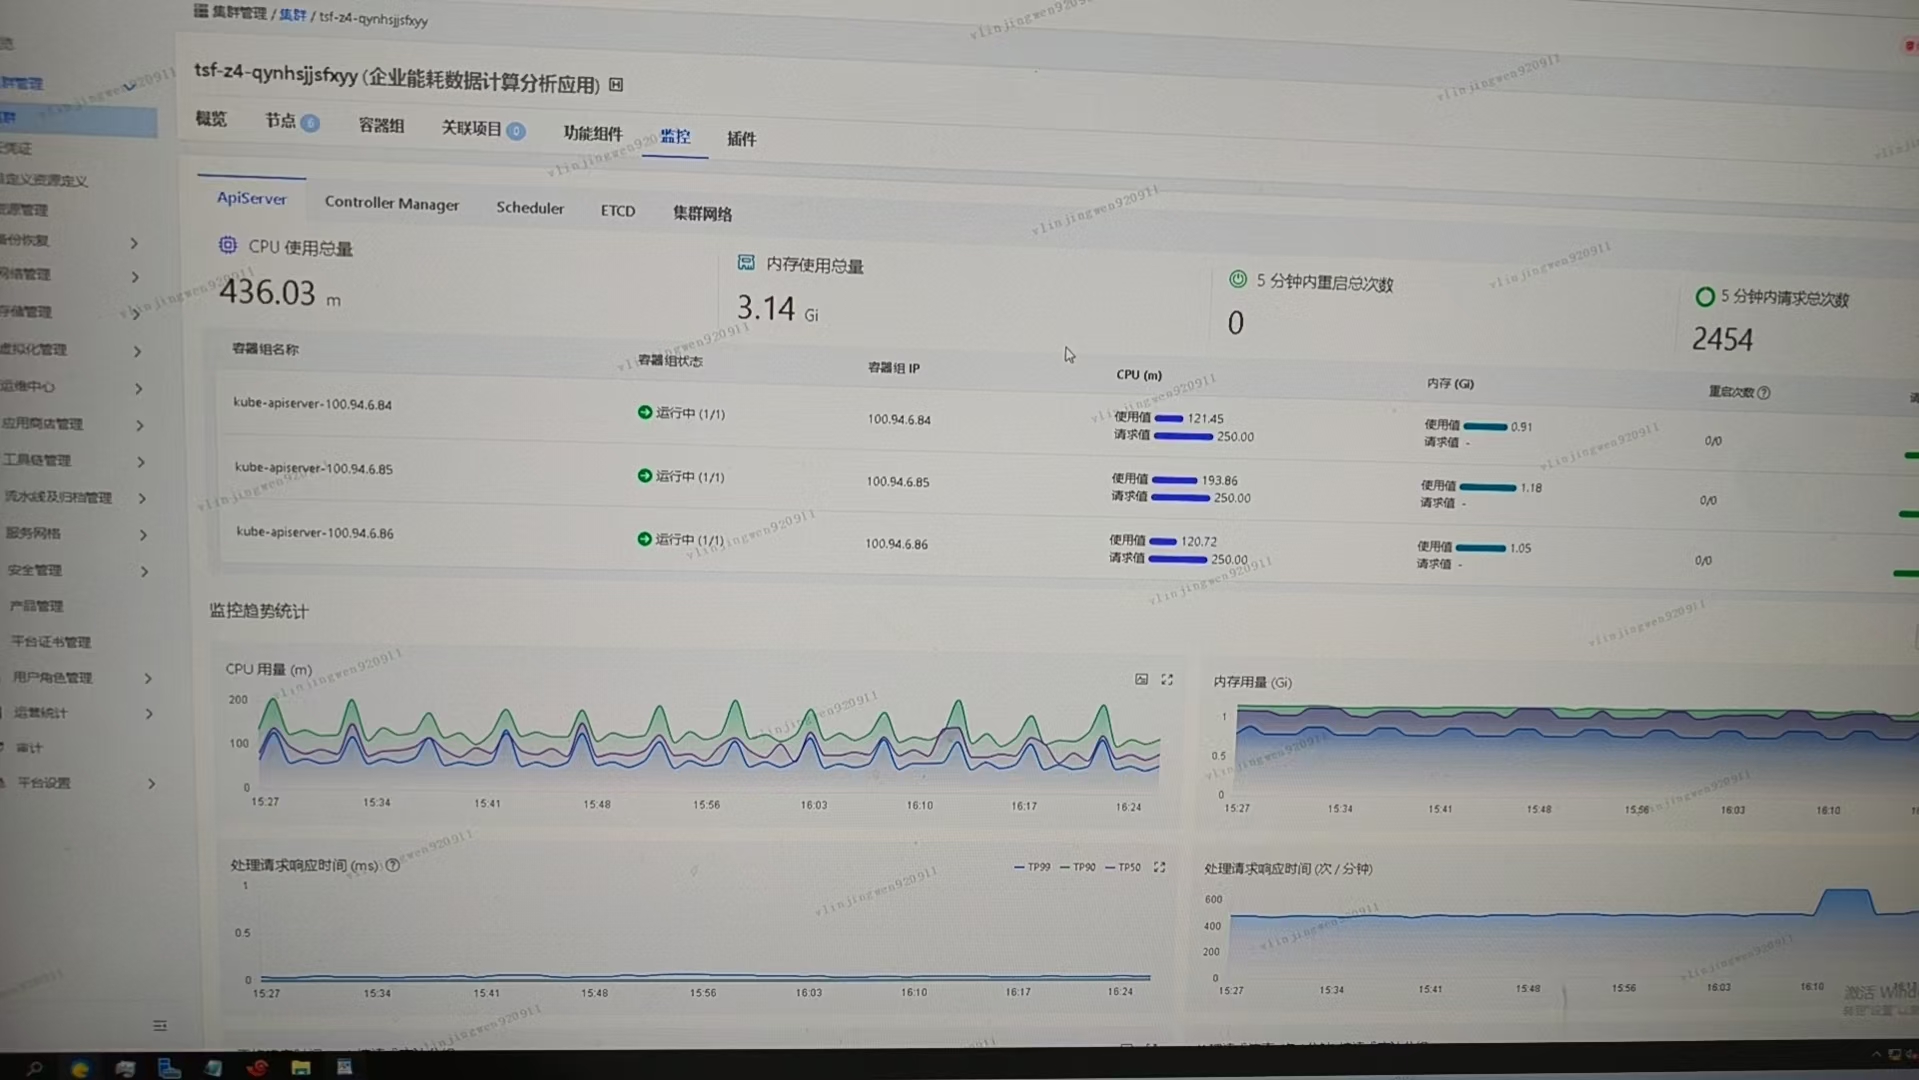 集群管理 / 集群 / tsf-z4-qynhsjjsfxyy
tsf-z4-qynhsjjsfxyy (企业能耗数据计算分析应用)
概览 节点 6 容器组 关联项目 0 功能组件 监控 插件
ApiServer Controller Manager Scheduler ETCD 集群网络
CPU 使用总量
436.03 m
内存使用总量
3.14 Gi
5 分钟内重启总次数
0
5 分钟内请求总次数
2454
容器组名称 容器组状态 容器组 IP CPU (m) 内存 (Gi) 重启次数
kube-apiserver-100.94.6.84 运行中 (1/1) 100.94.6.84 使用值 121.45 使用值 0.91 0/0
请求值 250.00 请求值 -
kube-apiserver-100.94.6.85 运行中 (1/1) 100.94.6.85 使用值 193.86 使用值 1.18 0/0
请求值 250.00 请求值 -
kube-apiserver-100.94.6.86 运行中 (1/1) 100.94.6.86 使用值 120.72 使用值 1.05 0/0
请求值 250.00 请求值 -
监控趋势统计
CPU 用量 (m)
200
100
0
15:27 15:34 15:41 15:48 15:56 16:03 16:10 16:17 16:24
内存用量 (Gi)
1
0.5
0
15:27 15:34 15:41 15:48 15:56 16:03 16:10
处理请求响应时间 (ms)
TP99 TP90 TP50
1
0.5
0
15:27 15:34 15:41 15:48 15:56 16:03 16:10 16:17 16:24
处理请求响应时间 (次 / 分钟)
600
400
200
0
15:27 15:34 15:41 15:48 15:56 16:03 16:10
群管理
群
凭证
自定义资源定义
资源管理
备份恢复
网络管理
存储管理
虚拟化管理
运维中心
应用商店管理
工具链管理
流水线及归档管理
服务网格
安全管理
产品管理
平台证书管理
用户角色管理
运营统计
审计
平台设置
激活 Wind
vlinjingwen920911